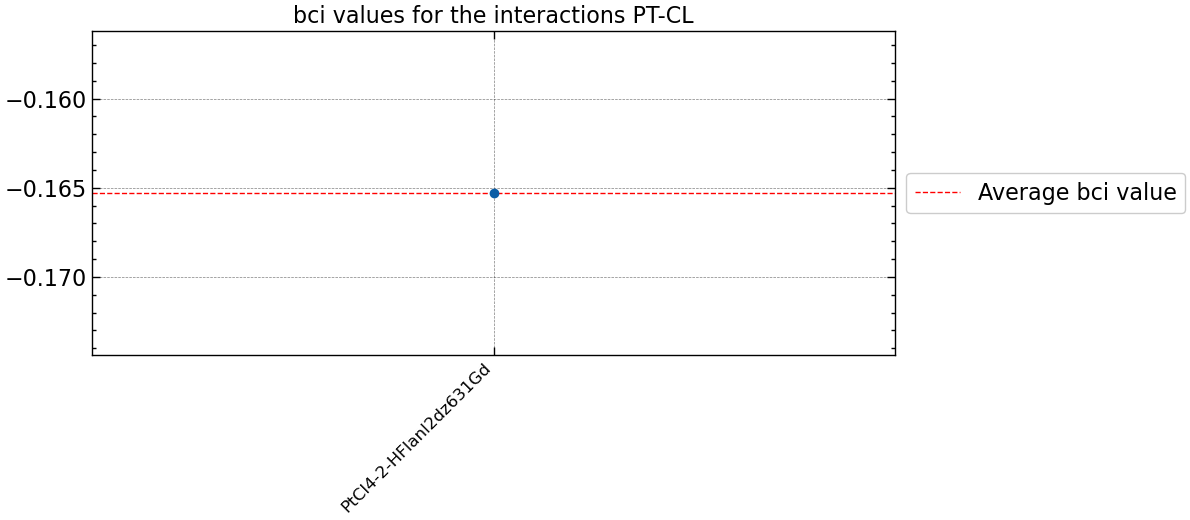 bci values for the interactions PT-CL
−0.160
−0.165
−0.170
Average bci value
PtCl4-2-HFlanl2dz631Gd